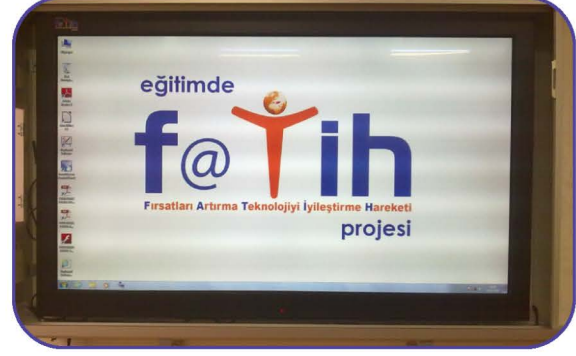 eğitimde
f@tih
Fırsatları Artırma Teknolojiyi İyileştirme Hareketi
projesi